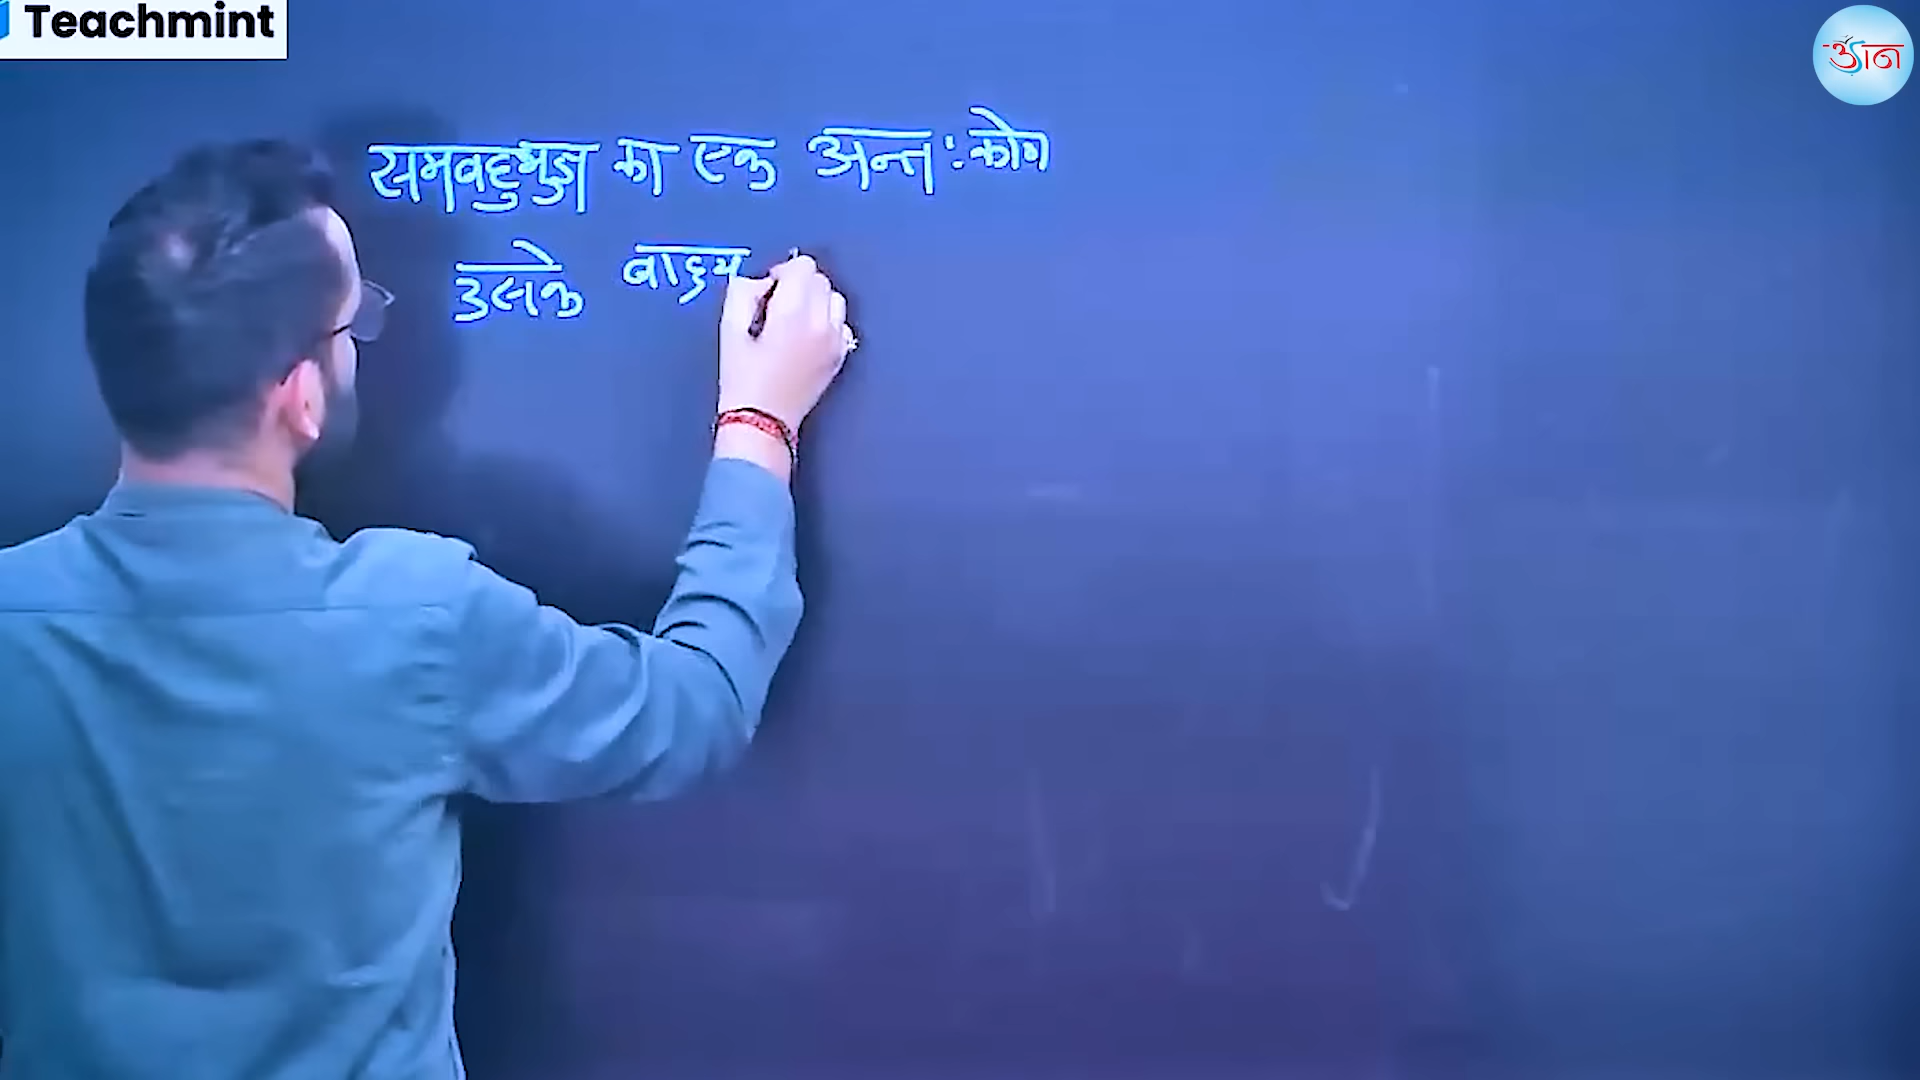 Teachmint
ज्ञान
समबहुभुज का एक अन्तः कोण
उसके बाह्य